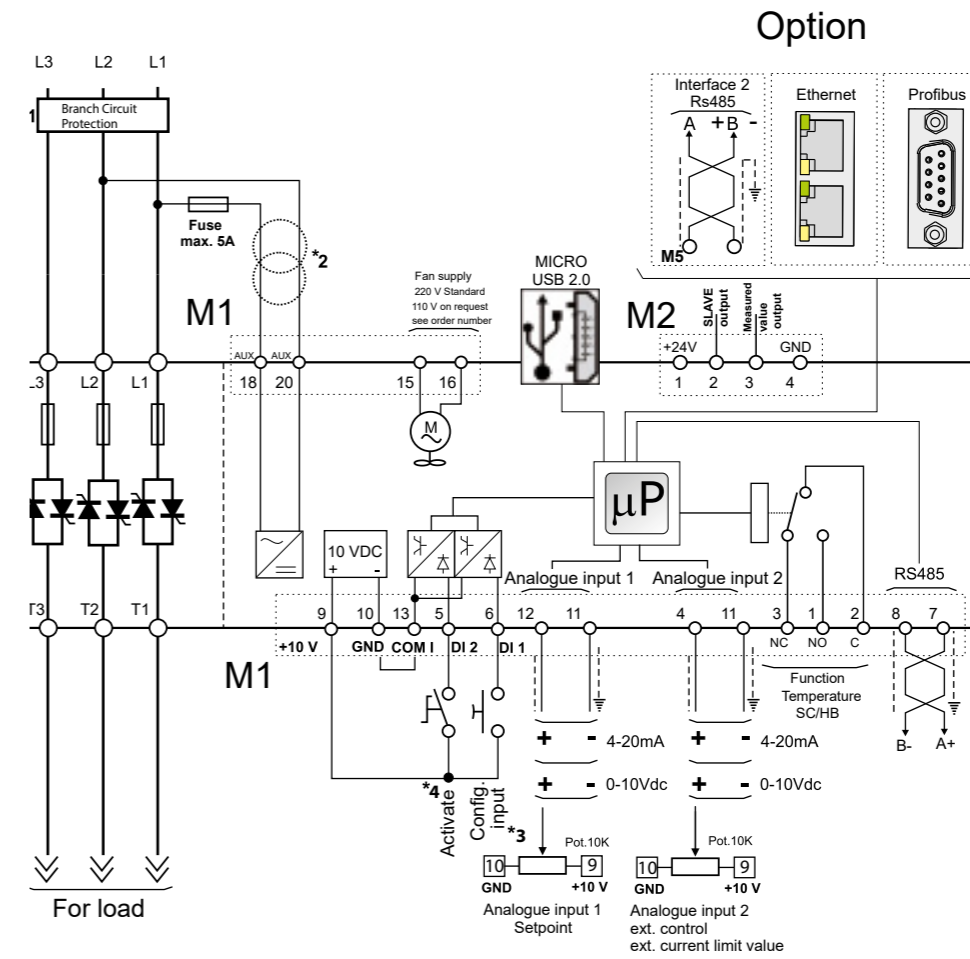 Option
L3 L2 L1
1
Branch Circuit
Protection
Fuse
max. 5A
*2
Interface 2
Rs485
A + B -
M5
Ethernet
Profibus
M1
Fan supply
220 V Standard
110 V on request
see order number
MICRO
USB 2.0
M2
SLAVE
output
Measured
value
output
+24V GND
1 2 3 4
L3 L2 L1
AUX AUX
18 20 15 16
M
µP
10 VDC
+ -
Analogue input 1 Analogue input 2
RS485
T3 T2 T1
9 10 13 5 6 12 11 4 11 3 1 2 8 7
+10 V GND COM I DI 2 DI 1
NC NO C
M1
Function
Temperature
SC/HB
B- A+
+ - 4-20mA + - 4-20mA
+ - 0-10Vdc + - 0-10Vdc
*4
Activate
Config.
input
*3
Pot.10K Pot.10K
10 9 10 9
GND +10 V GND +10 V
For load
Analogue input 1
Setpoint
Analogue input 2
ext. control
ext. current limit value